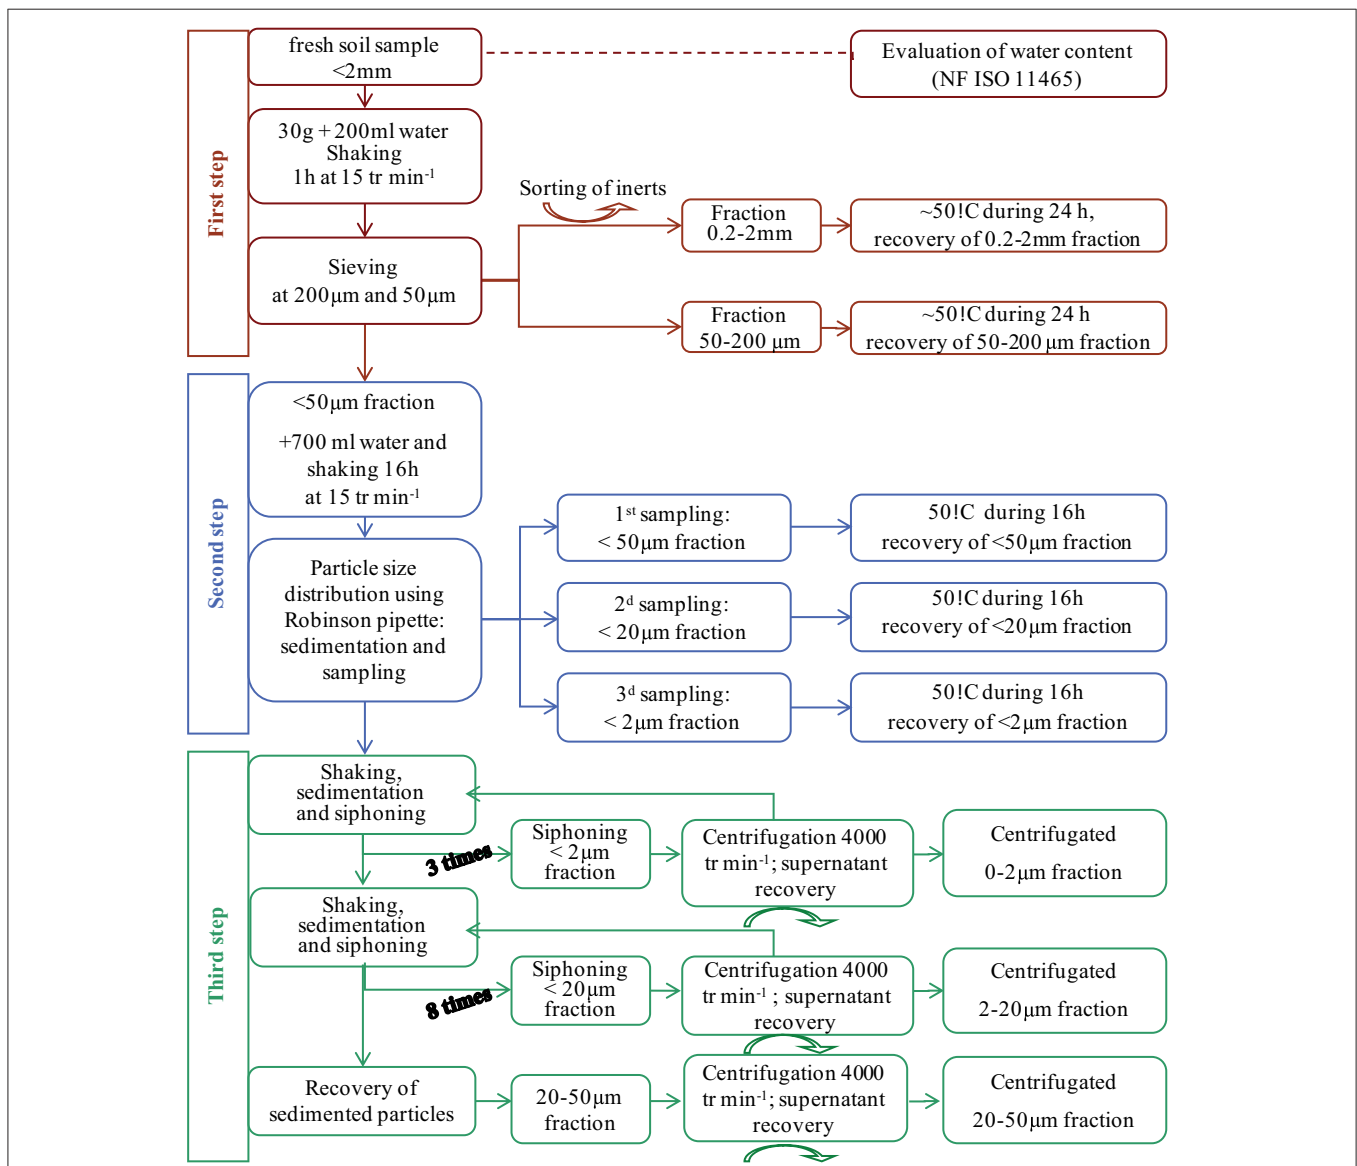 First step
fresh soil sample
<2mm
Evaluation of water content
(NF ISO 11465)
30g + 200ml water
Shaking
1h at 15 tr min⁻¹
Sorting of inerts
Sieving
at 200µm and 50µm
Fraction
0.2-2mm
~50!C during 24 h,
recovery of 0.2-2mm fraction
Fraction
50-200 µm
~50!C during 24 h
recovery of 50-200 µm fraction
Second step
<50µm fraction
+700 ml water and
shaking 16h
at 15 tr min⁻¹
Particle size
distribution using
Robinson pipette:
sedimentation and
sampling
1ˢᵗ sampling:
< 50µm fraction
50!C during 16h
recovery of <50µm fraction
2ᵈ sampling:
< 20µm fraction
50!C during 16h
recovery of <20µm fraction
3ᵈ sampling:
< 2µm fraction
50!C during 16h
recovery of <2µm fraction
Third step
Shaking,
sedimentation
and siphoning
3 times
Siphoning
< 2µm
fraction
Centrifugation 4000
tr min⁻¹; supernatant
recovery
Centrifugated
0-2µm fraction
Shaking,
sedimentation
and siphoning
8 times
Siphoning
< 20µm
fraction
Centrifugation 4000
tr min⁻¹ ; supernatant
recovery
Centrifugated
2-20µm fraction
Recovery of
sedimented particles
20-50µm
fraction
Centrifugation 4000
tr min⁻¹; supernatant
recovery
Centrifugated
20-50µm fraction